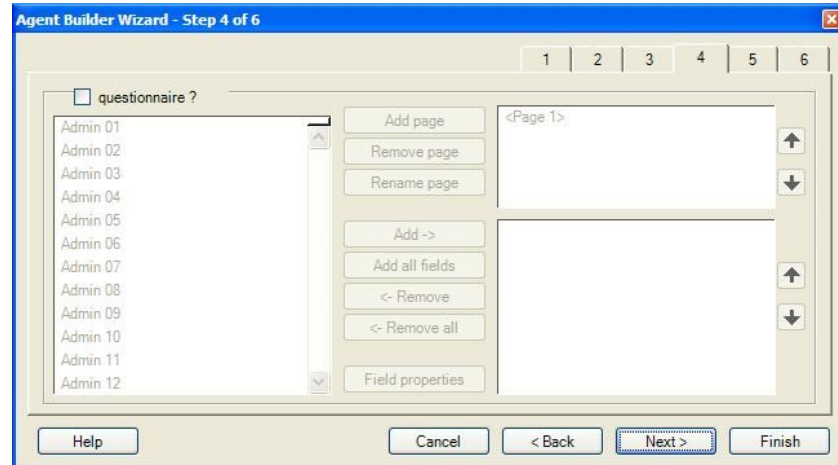 Agent Builder Wizard - Step 4 of 6
1 2 3 4 5 6
questionnaire ?
Admin 01
Admin 02
Admin 03
Admin 04
Admin 05
Admin 06
Admin 07
Admin 08
Admin 09
Admin 10
Admin 11
Admin 12
Add page
Remove page
Rename page
Add ->
Add all fields
<- Remove
<- Remove all
Field properties
<Page 1>
Help Cancel < Back Next > Finish